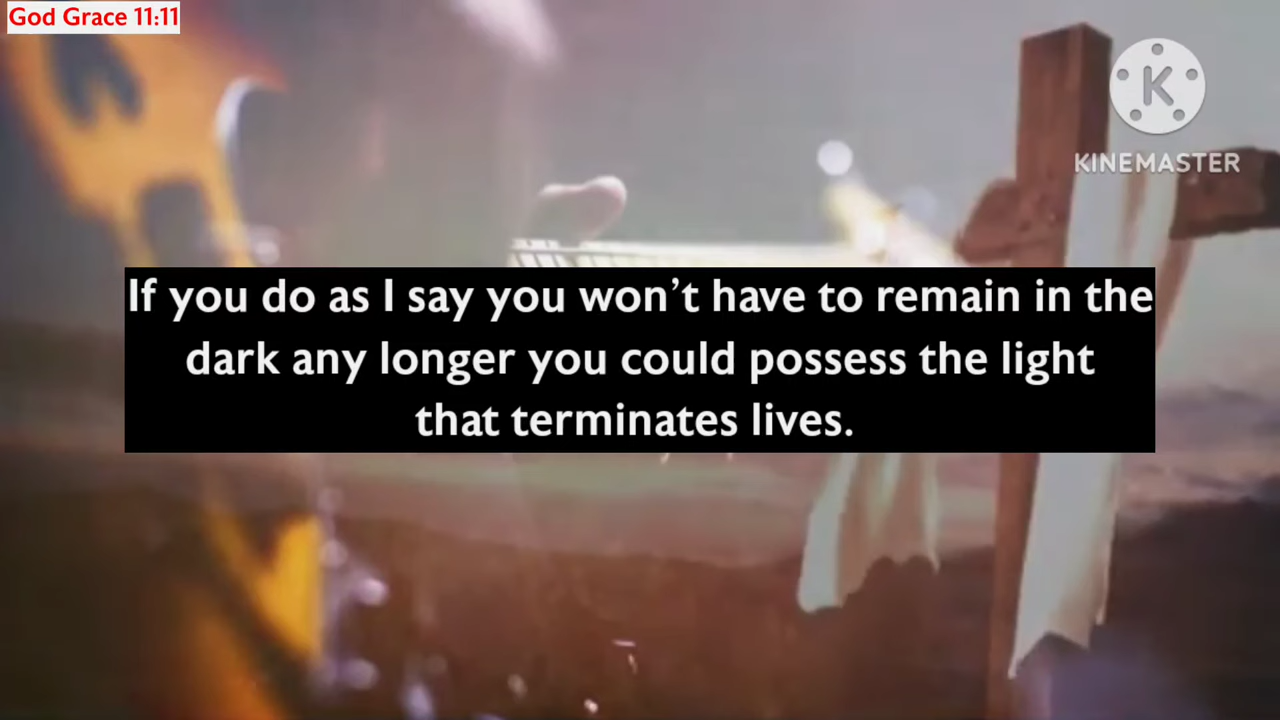 God Grace 11:11
K
KINEMASTER
If you do as I say you won’t have to remain in the
dark any longer you could possess the light
that terminates lives.